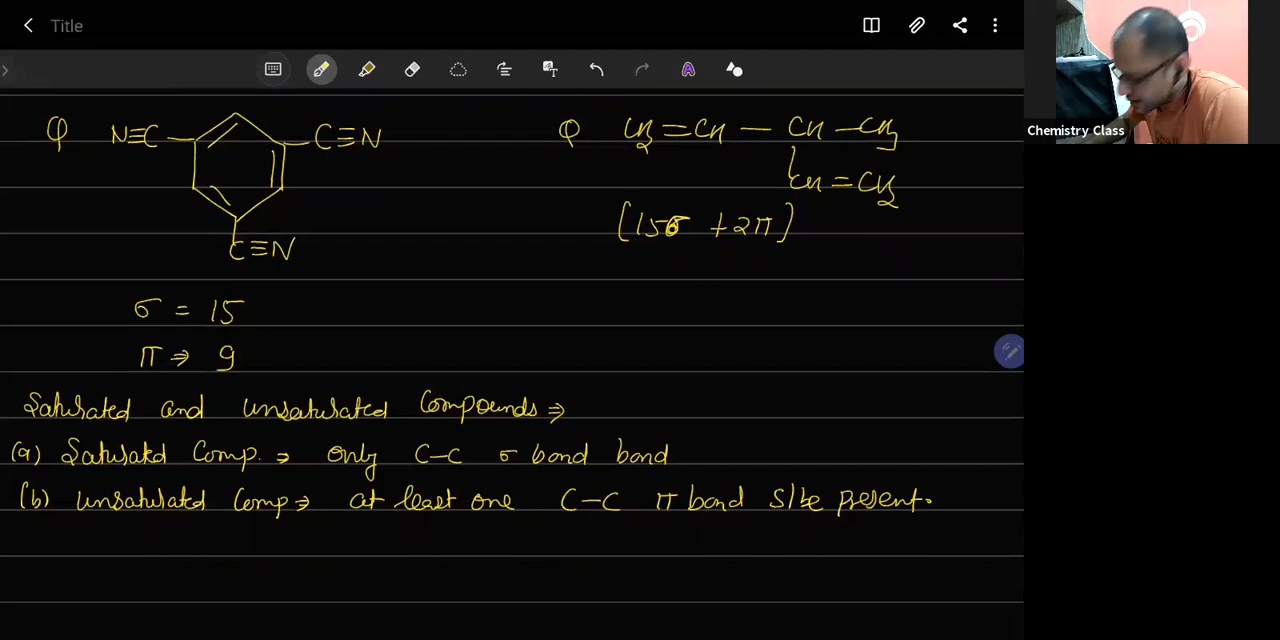 Title
Chemistry Class
Q N≡C C≡N
C≡N
Q CH2=CH—CH—CH3
CH=CH2
(15σ +2π)
σ = 15
π ⇒ 9
Saturated and unsaturated Compounds ⇒
(a) Saturated Comp. ⇒ only C-C σ bond bond
(b) unsaturated Comp ⇒ at least one C-C π bond s/be present.